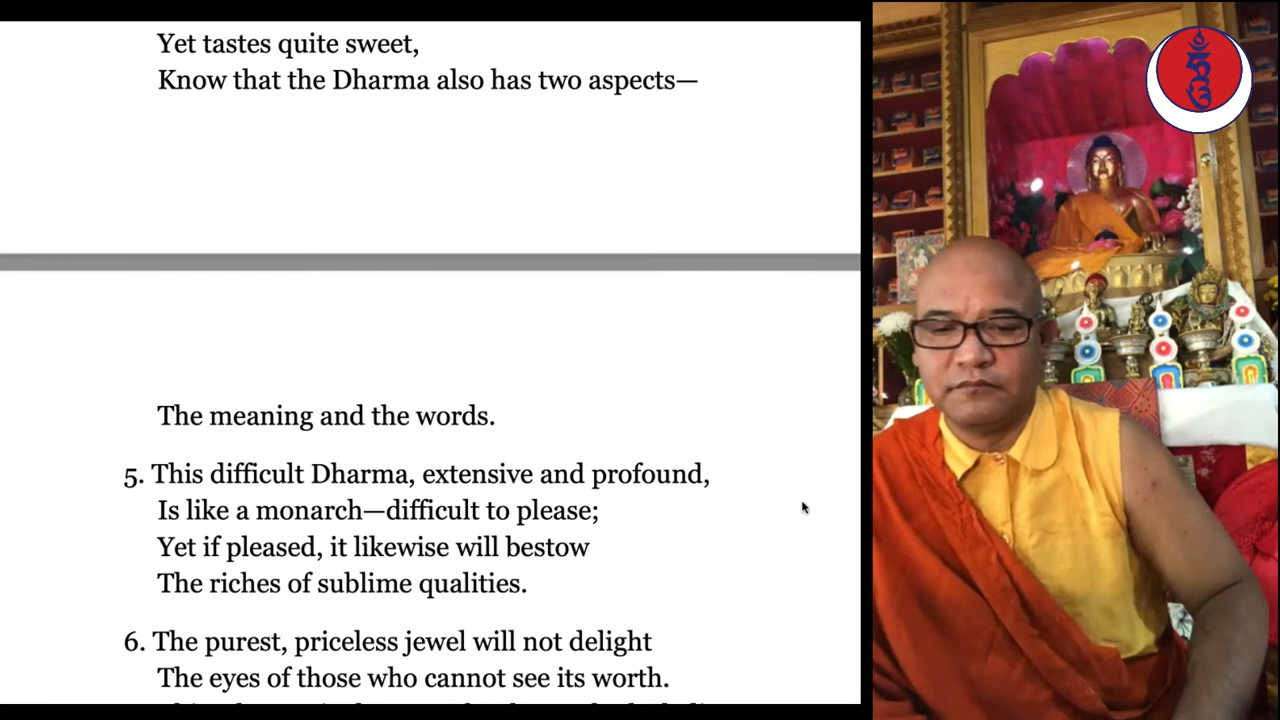 Yet tastes quite sweet,
Know that the Dharma also has two aspects—
The meaning and the words.
5. This difficult Dharma, extensive and profound,
Is like a monarch—difficult to please;
Yet if pleased, it likewise will bestow
The riches of sublime qualities.
6. The purest, priceless jewel will not delight
The eyes of those who cannot see its worth.